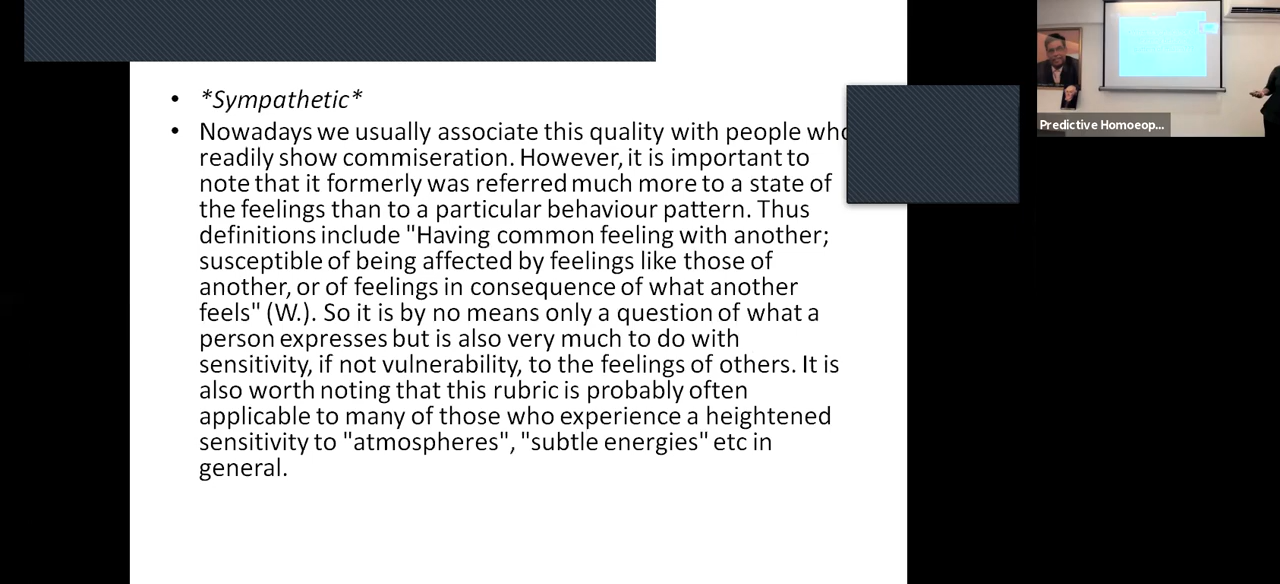 • *Sympathetic*
• Nowadays we usually associate this quality with people who
readily show commiseration. However, it is important to
note that it formerly was referred much more to a state of
the feelings than to a particular behaviour pattern. Thus
definitions include "Having common feeling with another;
susceptible of being affected by feelings like those of
another, or of feelings in consequence of what another
feels" (W.). So it is by no means only a question of what a
person expresses but is also very much to do with
sensitivity, if not vulnerability, to the feelings of others. It is
also worth noting that this rubric is probably often
applicable to many of those who experience a heightened
sensitivity to "atmospheres", "subtle energies" etc in
general.
Predictive Homoeop...